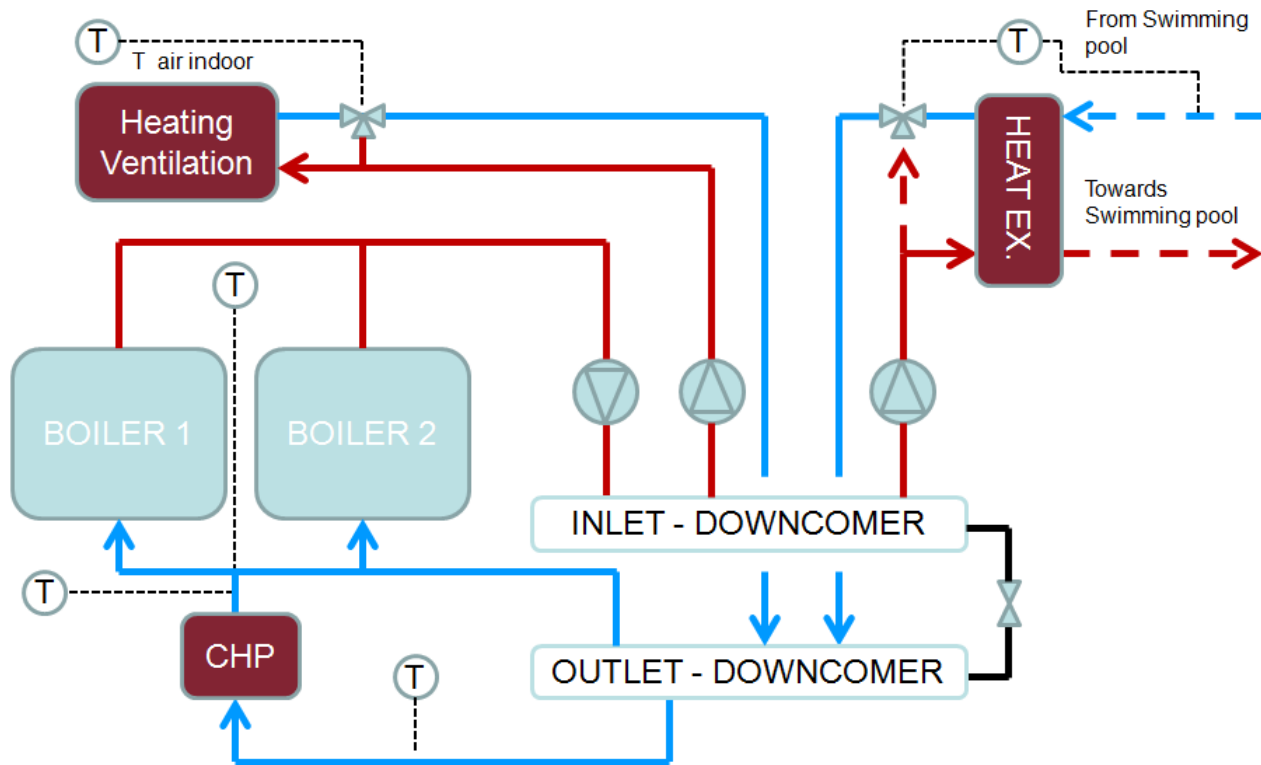 T
T air indoor
Heating
Ventilation
T
From Swimming
pool
HEAT EX.
Towards
Swimming pool
T
BOILER 1
BOILER 2
INLET - DOWNCOMER
T
CHP
T
OUTLET - DOWNCOMER